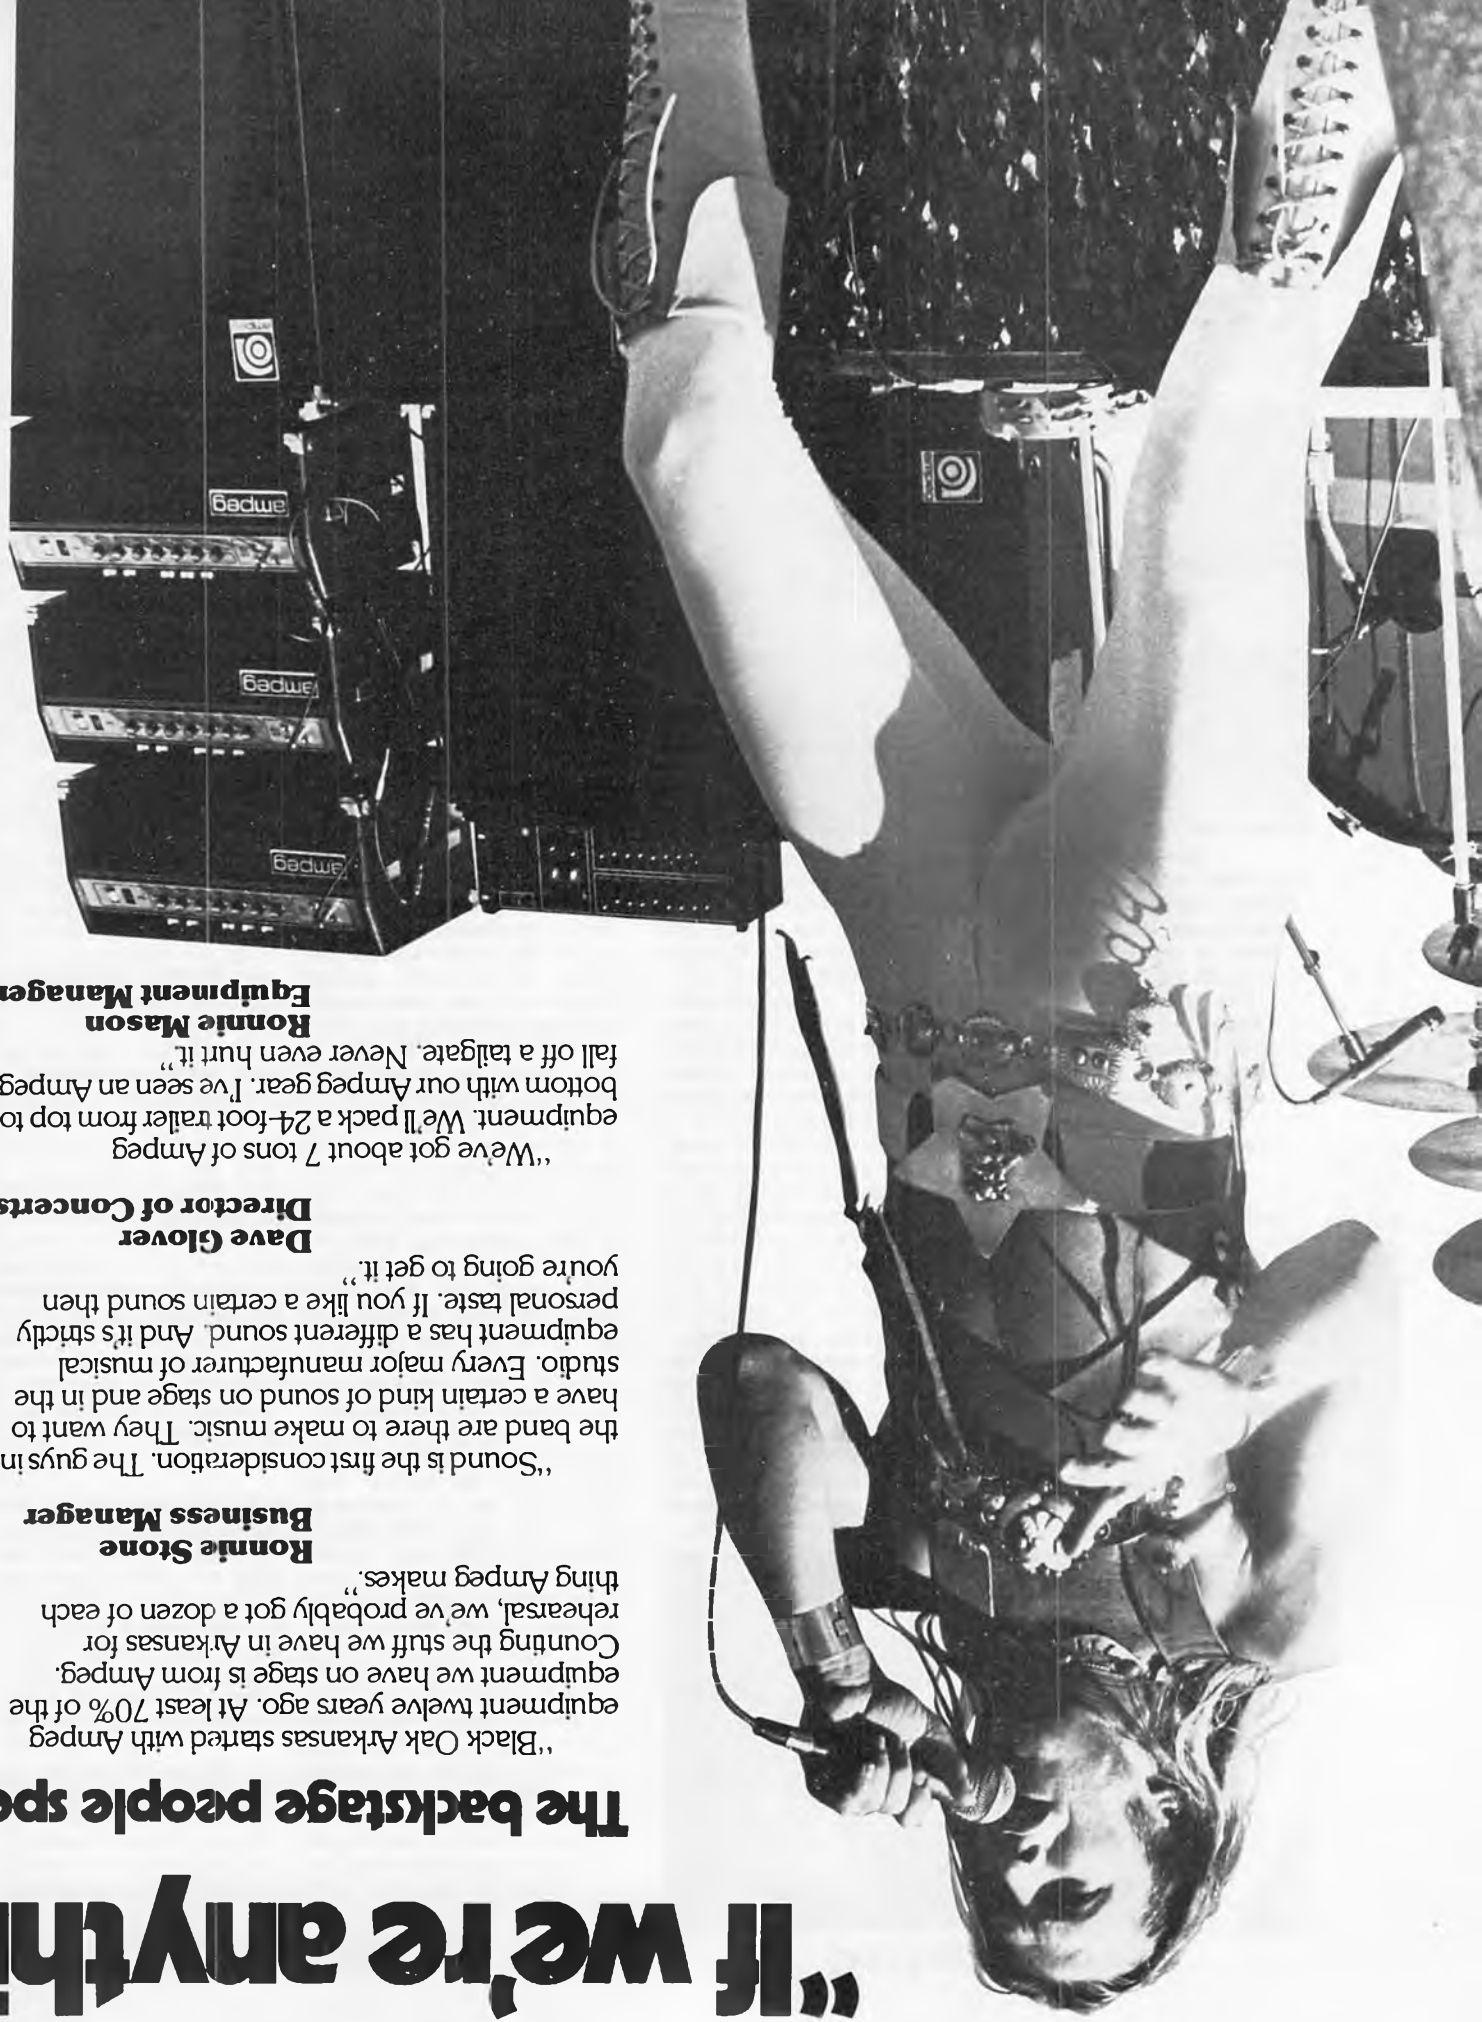 "If we're anythi
The backstage people spe
"Black Oak Arkansas started with Ampeg
equipment twelve years ago. At least 70% of the
equipment we have on stage is from Ampeg.
Counting the stuff we have in Arkansas for
rehearsal, we've probably got a dozen of each
thing Ampeg makes."
Ronnie Stone
Business Manager
"Sound is the first consideration. The guys in
the band are there to make music. They want to
have a certain kind of sound on stage and in the
studio. Every major manufacturer of musical
equipment has a different sound. And it's strictly
personal taste. If you like a certain sound then
you're going to get it."
Dave Glover
Director of Concerts
"We've got about 7 tons of Ampeg
equipment. We'll pack a 24-foot trailer from top to
bottom with our Ampeg gear. I've seen an Ampeg
fall off a tailgate. Never even hurt it."
Ronnie Mason
Equipment Manager
ampeg
ampeg
ampeg